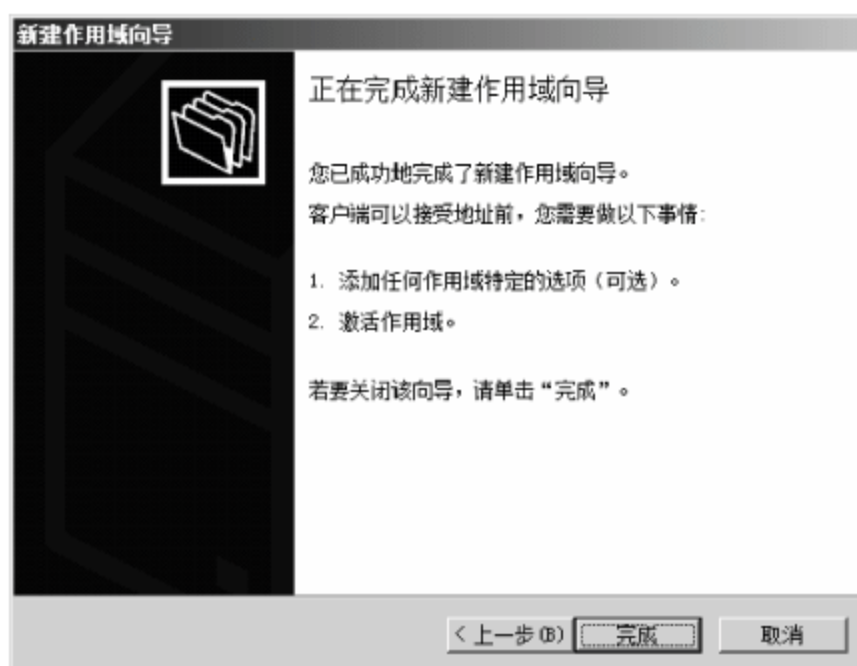 新建作用域向导
正在完成新建作用域向导
您已成功地完成了新建作用域向导。
客户端可以接受地址前，您需要做以下事情:
1. 添加任何作用域特定的选项（可选）。
2. 激活作用域。
若要关闭该向导，请单击“完成”。
<上一步(B) 完成 取消